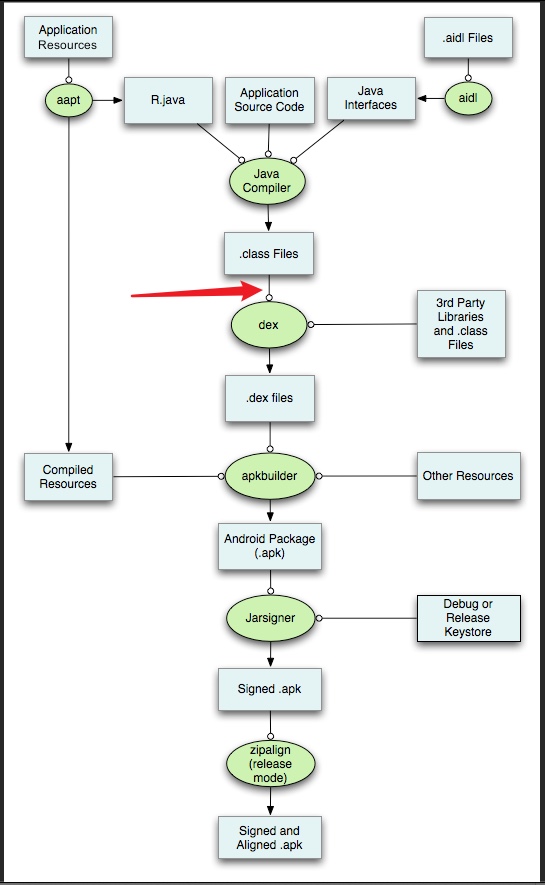 Application
Resources
.aidl Files
aapt
R.java
Application
Source Code
Java
Interfaces
aidl
Java
Compiler
.class Files
dex
3rd Party
Libraries
and .class
Files
.dex files
Compiled
Resources
apkbuilder
Other Resources
Android Package
(.apk)
Jarsigner
Debug or
Release
Keystore
Signed .apk
zipalign
(release
mode)
Signed and
Aligned .apk